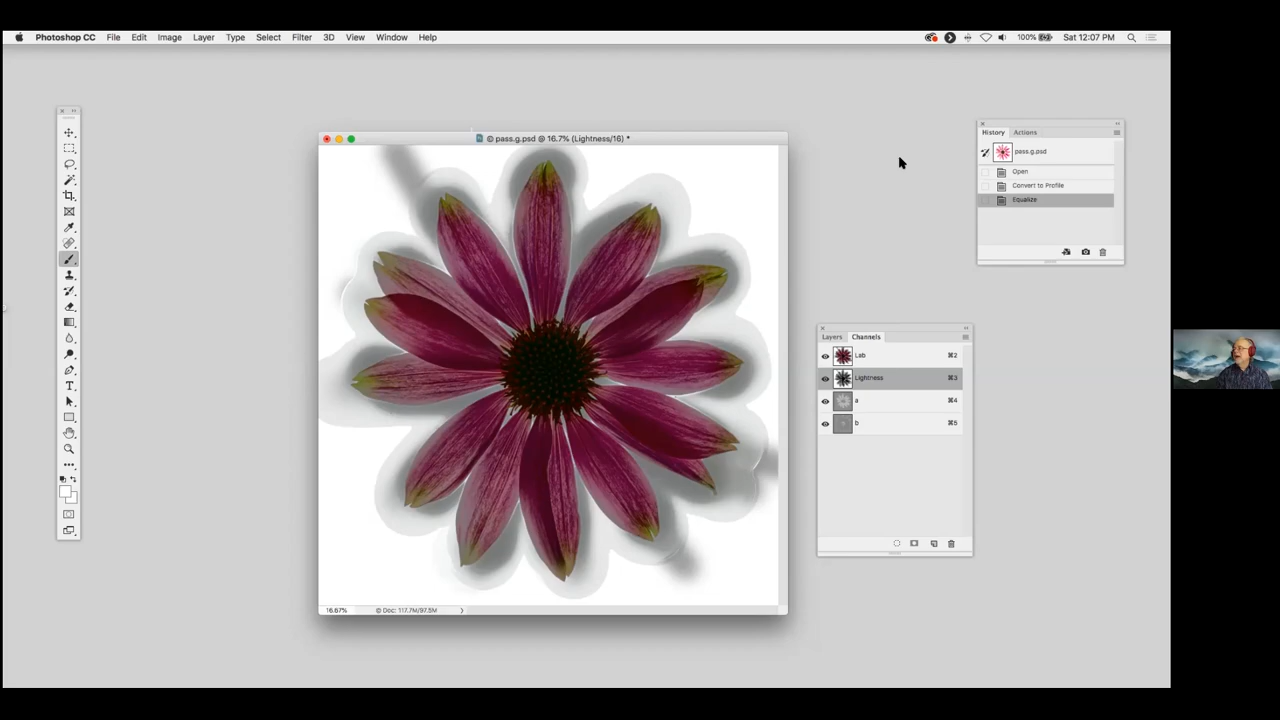 Photoshop CC File Edit Image Layer Type Select Filter 3D View Window Help 100% Sat 12:07 PM
© pass.g.psd @ 16.7% (Lightness/16) *
History Actions
pass.g.psd
Open
Convert to Profile
Equalize
Layers Channels
Lab ⌘2
Lightness ⌘3
a ⌘4
b ⌘5
16.67% © Doc: 117.7M/97.5M